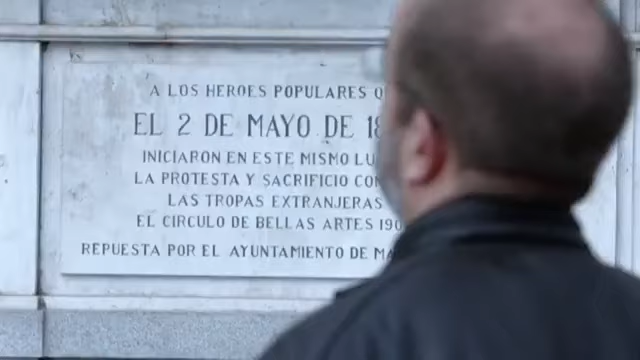 A LOS HEROES POPULARES
EL 2 DE MAYO DE
INICIARON EN ESTE MISMO
LA PROTESTA Y SACRIFICIO
LAS TROPAS EXTRANJERAS
EL CIRCULO DE BELLAS ARTES
REPUESTA POR EL AYUNTAMIENTO DE